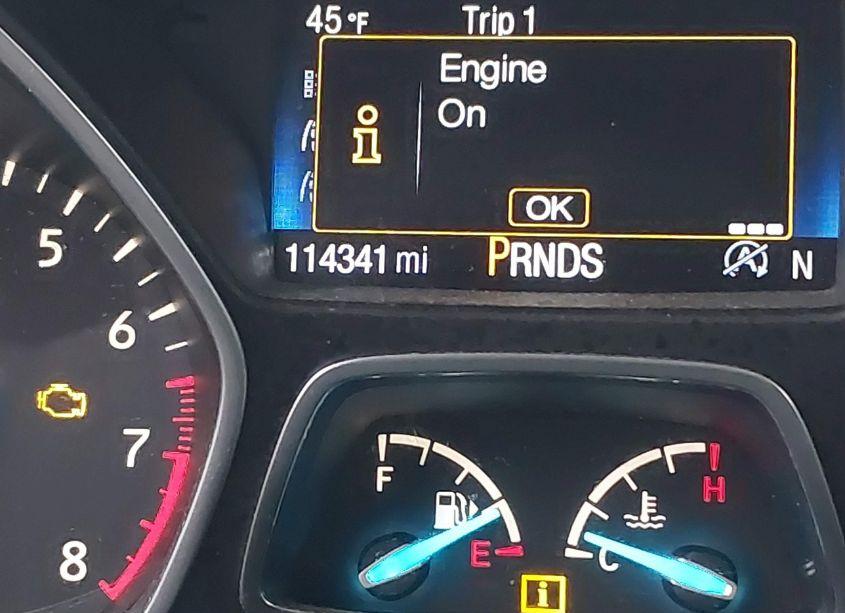 45°F Trip 1
Engine
On
OK
114341 mi PRNDS A N
5
6
7
8
F
E
H
C
i